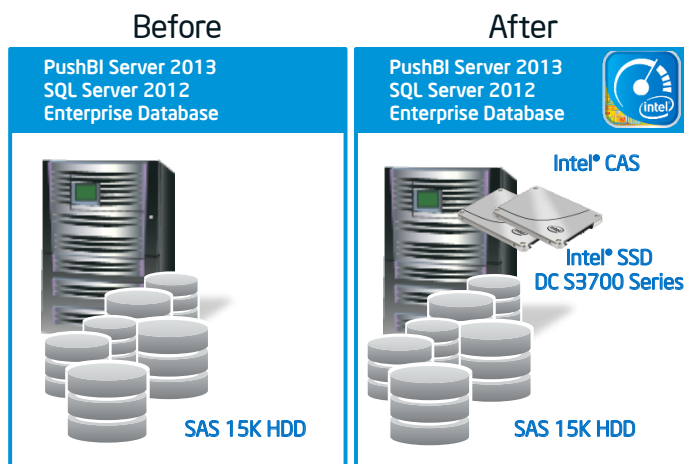 Before
After
PushBI Server 2013
SQL Server 2012
Enterprise Database
PushBI Server 2013
SQL Server 2012
Enterprise Database
intel
Intel® CAS
Intel® SSD
DC S3700 Series
SAS 15K HDD
SAS 15K HDD